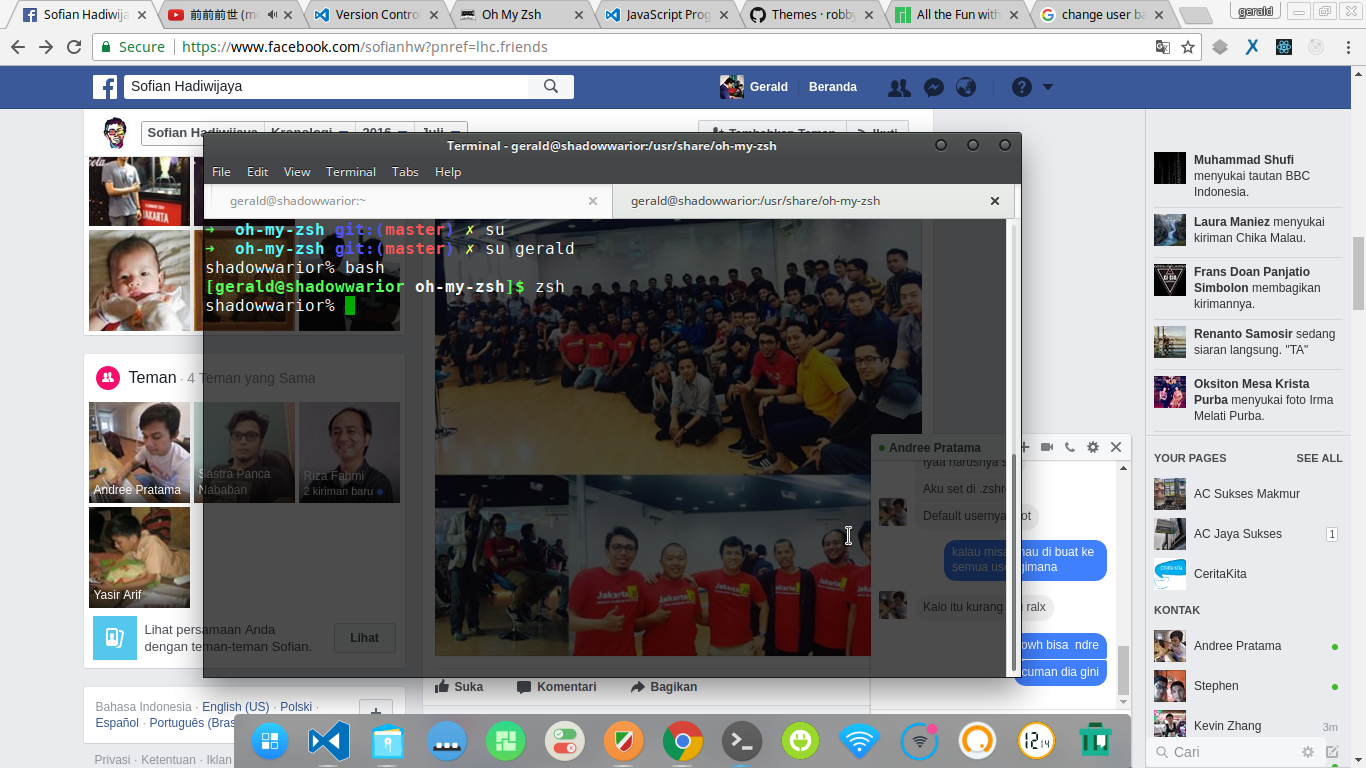 Sofian Hadiwija
前前前世 (m
Version Contro
Oh My Zsh
JavaScript Prog
Themes · robby
All the Fun with
change user ba
gerald
Secure https://www.facebook.com/sofianhw?pnref=lhc.friends
Sofian Hadiwijaya
Gerald
Beranda
Sofian Hadiwijaya
Kronologi
2016
Juli
Tambahkan Teman
Ikuti
JAKARTA
Terminal - gerald@shadowwarior:/usr/share/oh-my-zsh
File Edit View Terminal Tabs Help
gerald@shadowwarior:~
gerald@shadowwarior:/usr/share/oh-my-zsh
➜ oh-my-zsh git:(master) ✗ su
➜ oh-my-zsh git:(master) ✗ su gerald
shadowwarior% bash
[gerald@shadowwarior oh-my-zsh]$ zsh
shadowwarior%
Teman · 4 Teman yang Sama
Andree Pratama
Sastra Panca
Nababan
Riza Fahmi
2 kiriman baru
Yasir Arif
Lihat persamaan Anda
dengan teman-teman Sofian.
Lihat
Bahasa Indonesia · English (US) · Polski ·
Español · Português (Bras
Privasi · Ketentuan · Iklan
Jakarta
Suka
Komentari
Bagikan
Andree Pratama
Iyaa harusnya s
Aku set di .zshr
Default usernya
ot
kalau misa
mau di buat ke
semua use
gimana
Kalo itu kurang
ralx
owh bisa ndre
cuman dia gini
Muhammad Shufi
menyukai tautan BBC
Indonesia.
Laura Maniez menyukai
kiriman Chika Malau.
Frans Doan Panjatio
Simbolon membagikan
kirimannya.
Renanto Samosir sedang
siaran langsung. "TA"
Oksiton Mesa Krista
Purba menyukai foto Irma
Melati Purba.
YOUR PAGES
SEE ALL
AC Sukses Makmur
AC Jaya Sukses
1
CeritaKita
KONTAK
Andree Pratama
Stephen
Kevin Zhang
3m
Cari
12 14